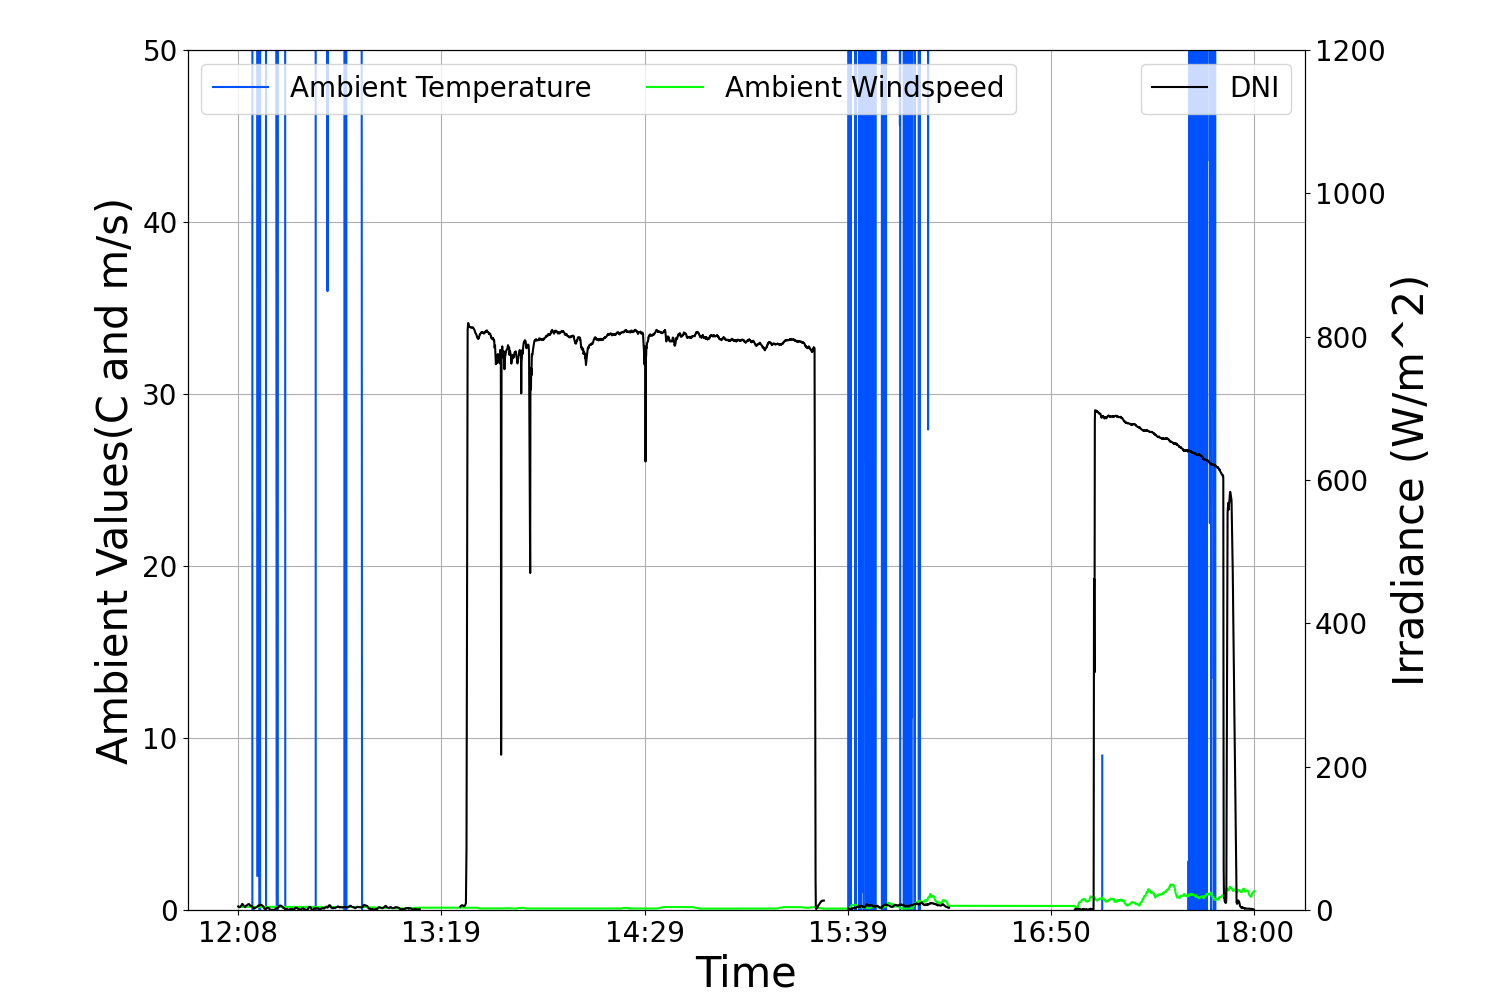 Ambient Temperature
Ambient Windspeed
DNI
Ambient Values(C and m/s)
50
40
30
20
10
0
1200
1000
800
600
400
200
0
Irradiance (W/m^2)
12:08 13:19 14:29 15:39 16:50 18:00
Time